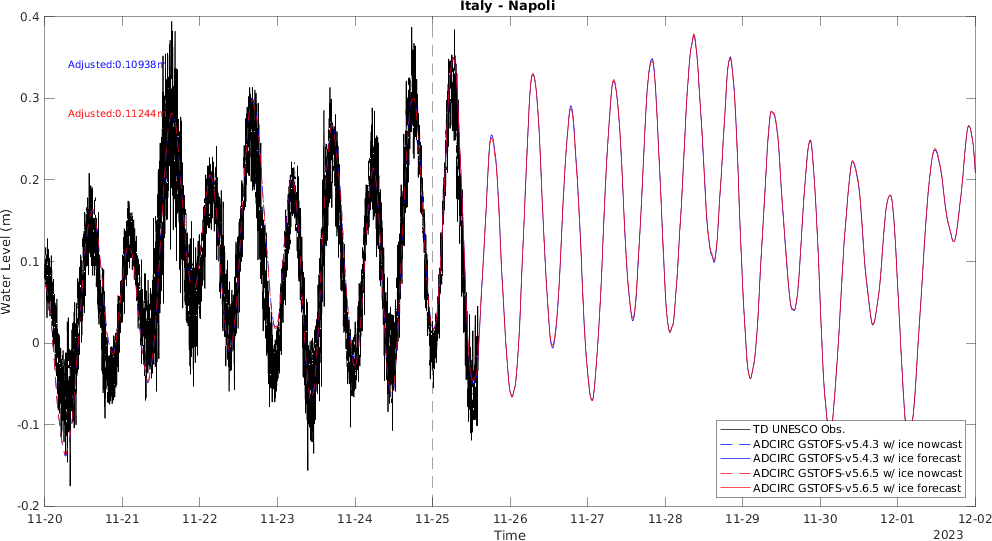 Italy - Napoli
0.4
Adjusted:0.10938m
0.3
Adjusted:0.11244m
0.2
0.1
0
-0.1
-0.2
Water Level (m)
TD UNESCO Obs.
ADCIRC GSTOFS-v5.4.3 w/ ice nowcast
ADCIRC GSTOFS-v5.4.3 w/ ice forecast
ADCIRC GSTOFS-v5.6.5 w/ ice nowcast
ADCIRC GSTOFS-v5.6.5 w/ ice forecast
11-20 11-21 11-22 11-23 11-24 11-25 11-26 11-27 11-28 11-29 11-30 12-01 12-02
Time
2023